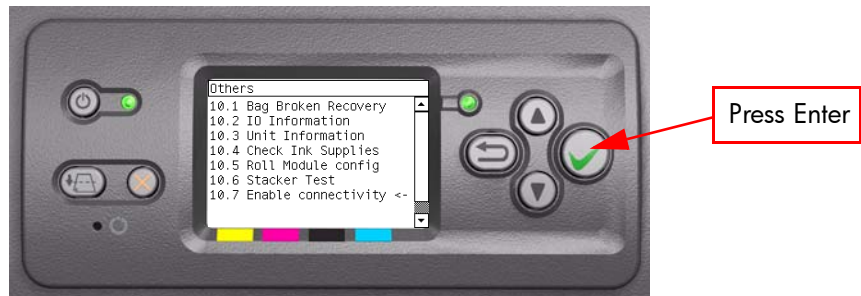 Others
10.1 Bag Broken Recovery
10.2 IO Information
10.3 Unit Information
10.4 Check Ink Supplies
10.5 Roll Module config
10.6 Stacker Test
10.7 Enable connectivity <-
Press Enter